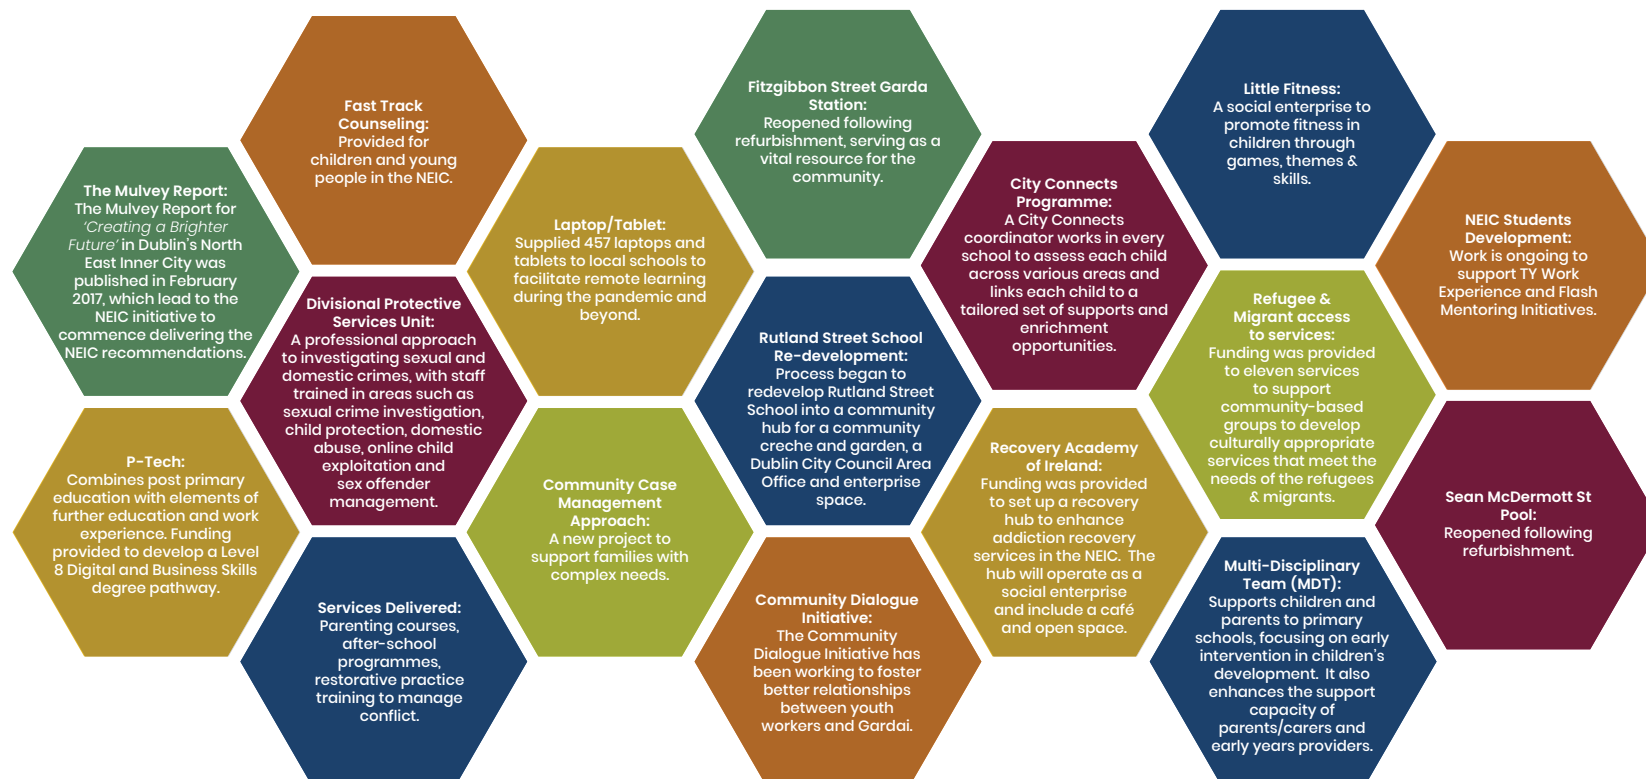 The Mulvey Report:
The Mulvey Report for
‘Creating a Brighter
Future’ in Dublin’s North
East Inner City was
published in February
2017, which lead to the
NEIC initiative to
commence delivering the
NEIC recommendations.
P-Tech:
Combines post primary
education with elements of
further education and work
experience. Funding
provided to develop a Level
8 Digital and Business Skills
degree pathway.
Fast Track
Counseling:
Provided for
children and young
people in the NEIC.
Divisional Protective
Services Unit:
A professional approach
to investigating sexual and
domestic crimes, with staff
trained in areas such as
sexual crime investigation,
child protection, domestic
abuse, online child
exploitation and
sex offender
management.
Services Delivered:
Parenting courses,
after-school
programmes,
restorative practice
training to manage
conflict.
Laptop/Tablet:
Supplied 457 laptops and
tablets to local schools to
facilitate remote learning
during the pandemic and
beyond.
Community Case
Management
Approach:
A new project to
support families with
complex needs.
Fitzgibbon Street Garda
Station:
Reopened following
refurbishment, serving as a
vital resource for the
community.
Rutland Street School
Re-development:
Process began to
redevelop Rutland Street
School into a community
hub for a community
creche and garden, a
Dublin City Council Area
Office and enterprise
space.
Community Dialogue
Initiative:
The Community
Dialogue Initiative has
been working to foster
better relationships
between youth
workers and Gardai.
City Connects
Programme:
A City Connects
coordinator works in every
school to assess each child
across various areas and
links each child to a
tailored set of supports and
enrichment
opportunities.
Recovery Academy
of Ireland:
Funding was provided
to set up a recovery
hub to enhance
addiction recovery
services in the NEIC. The
hub will operate as a
social enterprise
and include a café
and open space.
Little Fitness:
A social enterprise to
promote fitness in
children through
games, themes &
skills.
Refugee &
Migrant access
to services:
Funding was provided
to eleven services
to support
community-based
groups to develop
culturally appropriate
services that meet the
needs of the refugees
& migrants.
Multi-Disciplinary
Team (MDT):
Supports children and
parents to primary
schools, focusing on early
intervention in children’s
development. It also
enhances the support
capacity of
parents/carers and
early years providers.
NEIC Students
Development:
Work is ongoing to
support TY Work
Experience and Flash
Mentoring Initiatives.
Sean McDermott St
Pool:
Reopened following
refurbishment.